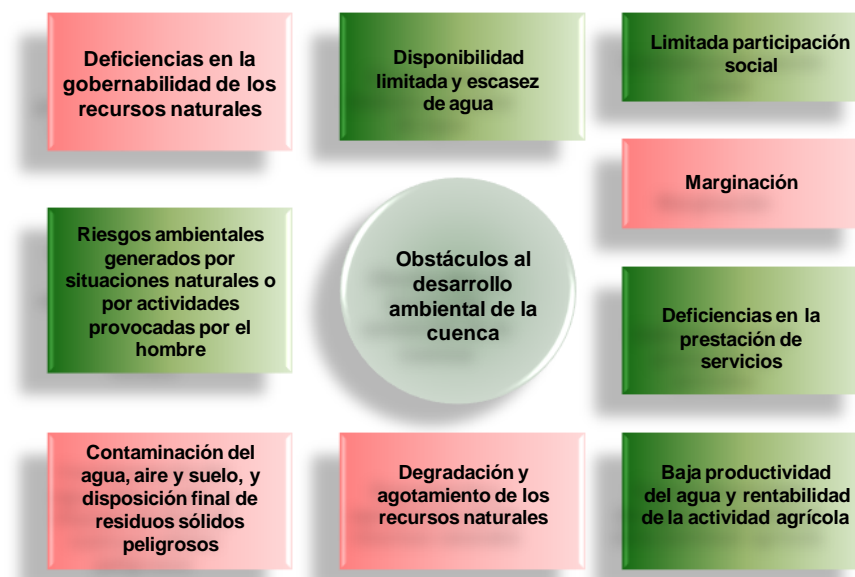 Deficiencias en la
gobernabilidad de los
recursos naturales
Disponibilidad
limitada y escasez
de agua
Limitada participación
social
Marginación
Riesgos ambientales
generados por
situaciones naturales o
por actividades
provocadas por el
hombre
Obstáculos al
desarrollo
ambiental de la
cuenca
Deficiencias en la
prestación de
servicios
Contaminación del
agua, aire y suelo, y
disposición final de
residuos sólidos
peligrosos
Degradación y
agotamiento de los
recursos naturales
Baja productividad
del agua y rentabilidad
de la actividad agrícola